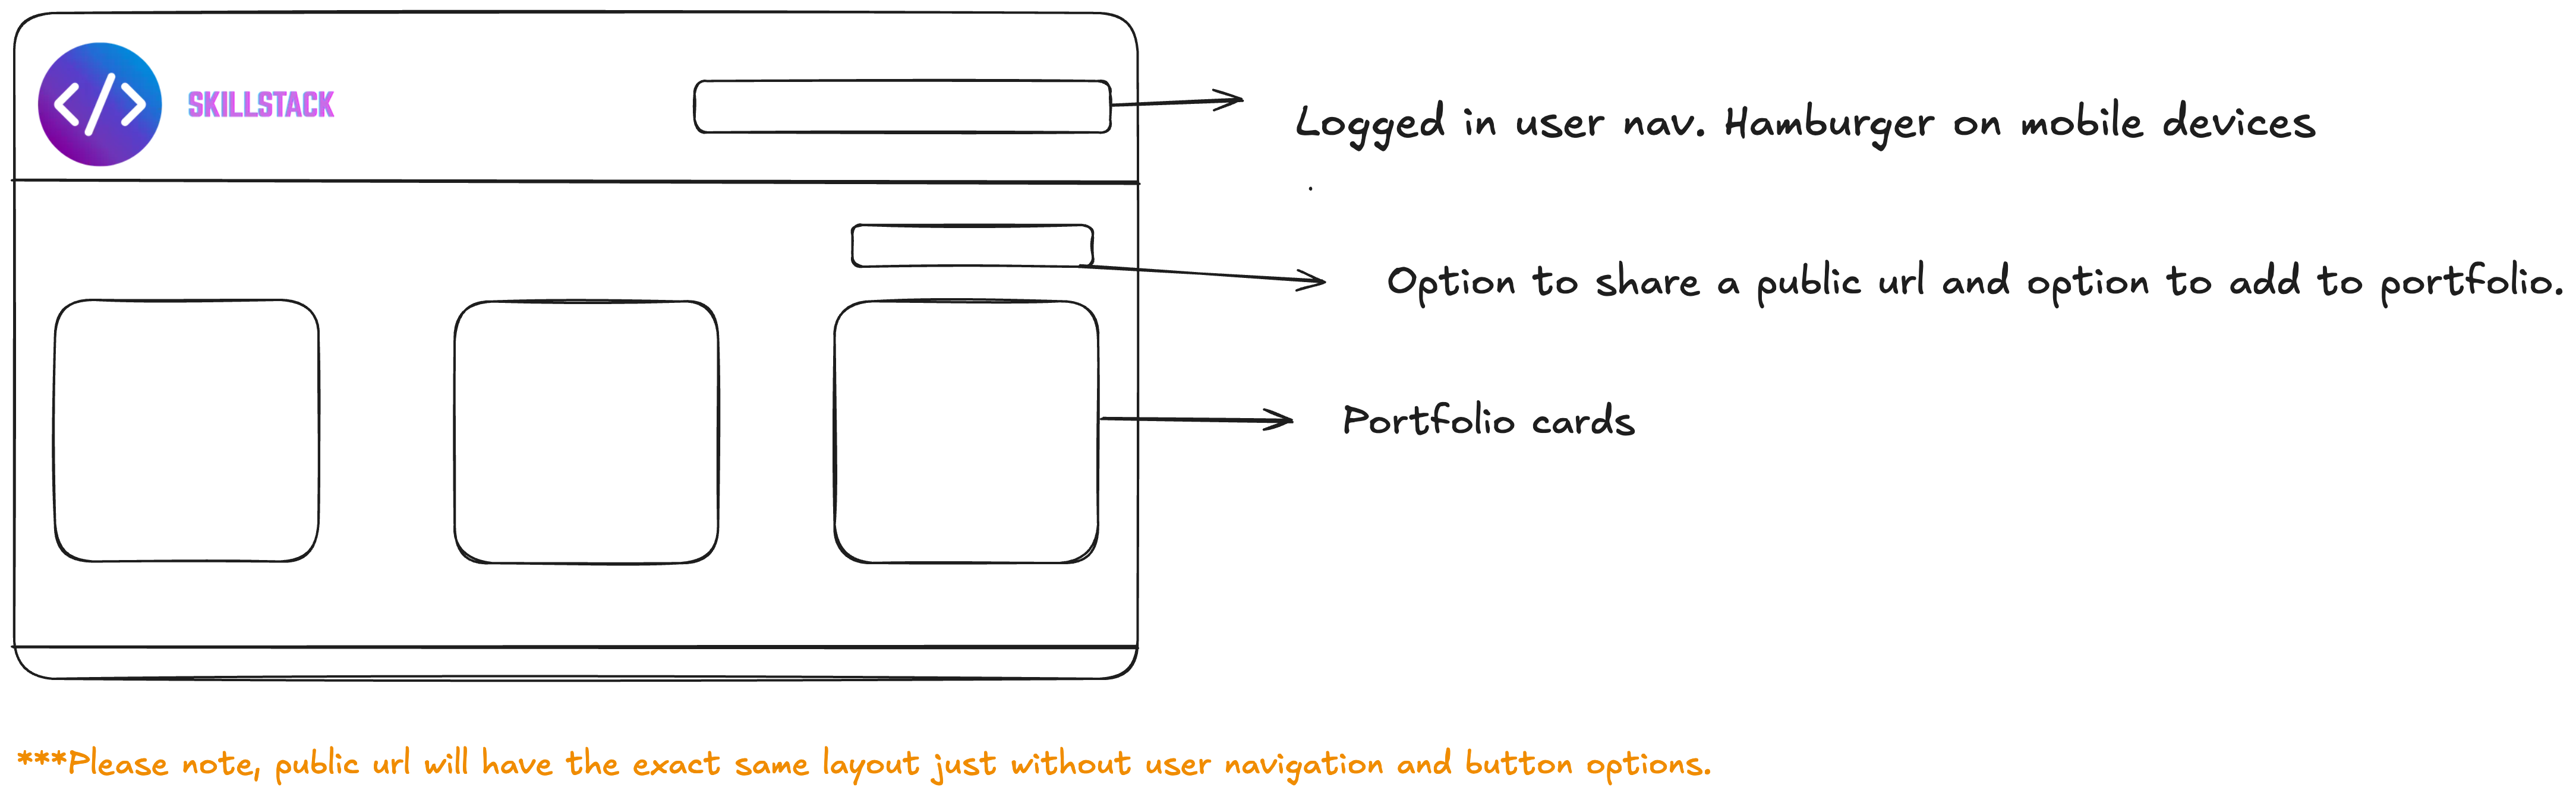 </>
SKILLSTACK
Logged in user nav. Hamburger on mobile devices
.
Option to share a public url and option to add to portfolio.
Portfolio cards
***Please note, public url will have the exact same layout just without user navigation and button options.